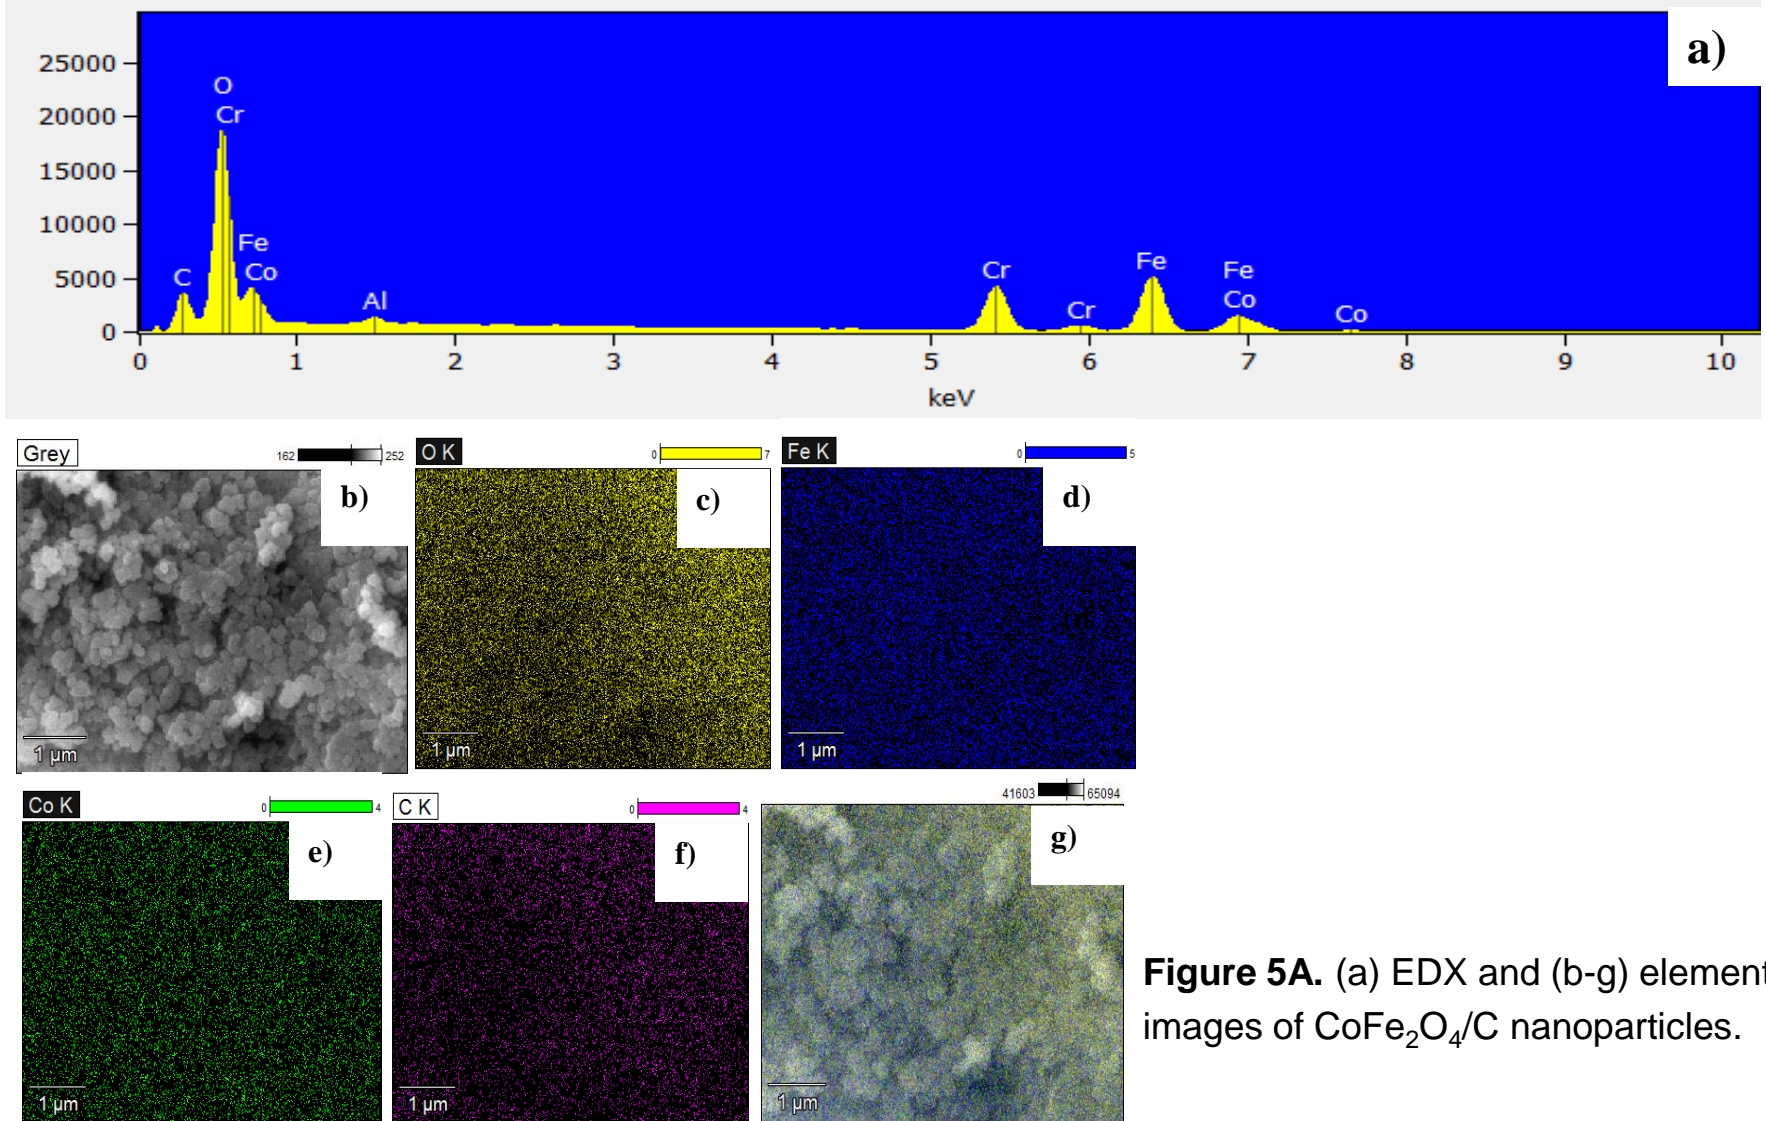 a)
25000
20000
15000
10000
5000
0
O
Cr
Fe
Co
C
Al
Cr
Cr
Fe
Fe
Co
Co
0 1 2 3 4 5 6 7 8 9 10
keV
Grey 162 252
b)
1 µm
O K 0 7
c)
1 µm
Fe K 0 5
d)
1 µm
Co K 0 4
e)
1 µm
C K 0 4
f)
1 µm
41603 65094
g)
1 µm
Figure 5A. (a) EDX and (b-g) element
images of CoFe₂O₄/C nanoparticles.